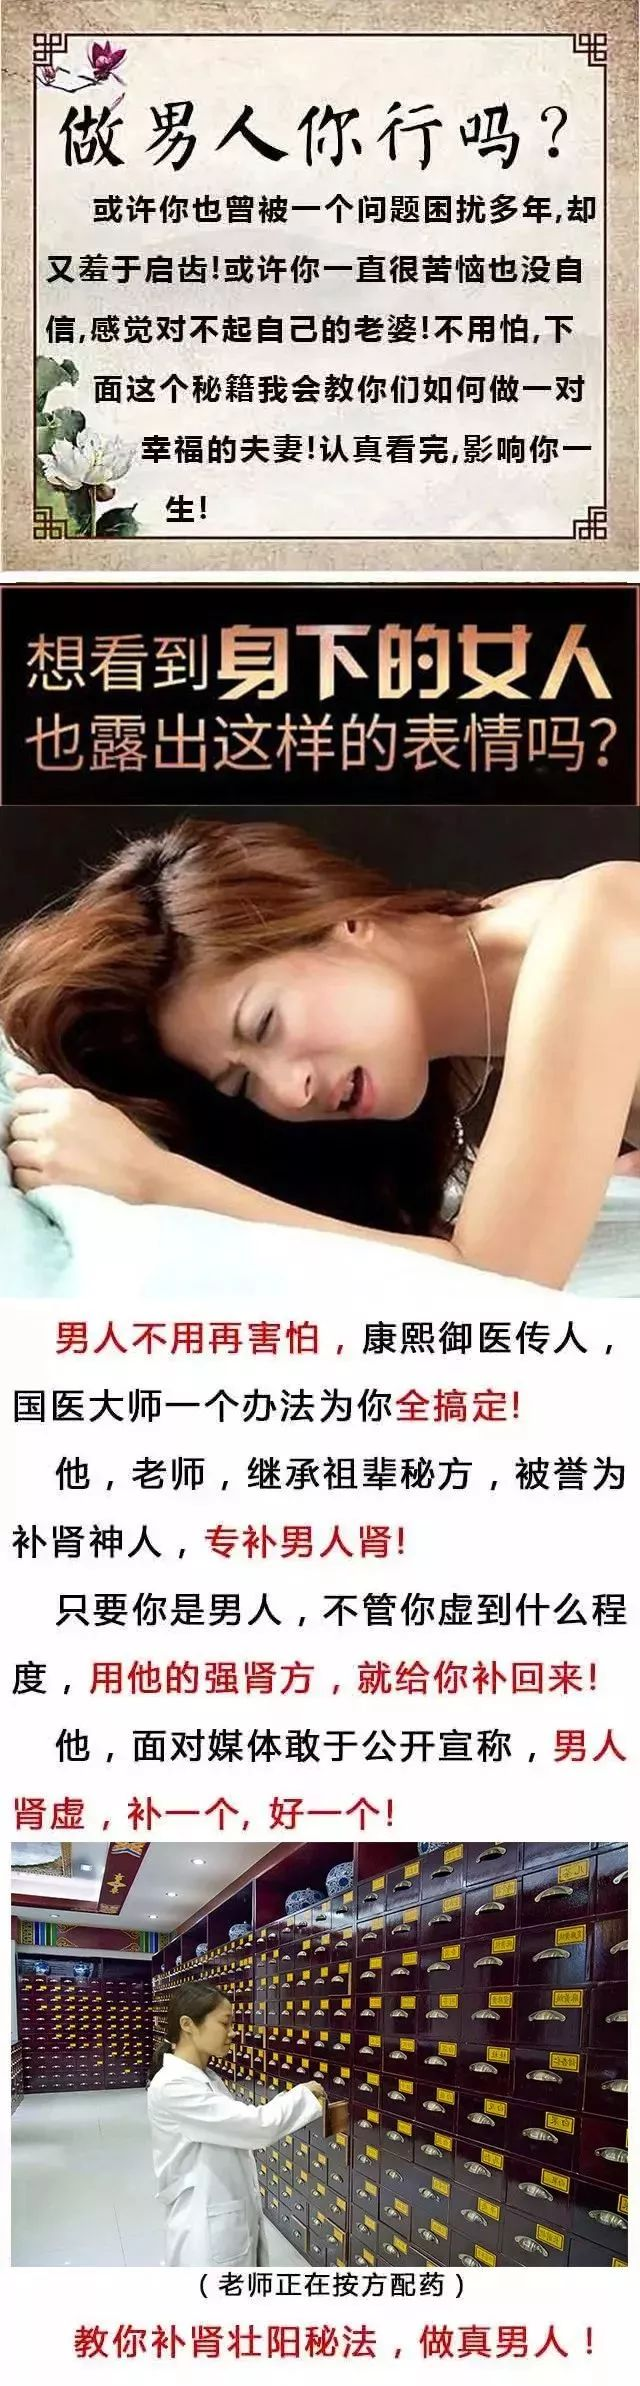 做男人你行吗?
或许你也曾被一个问题困扰多年,却
又羞于启齿!或许你一直很苦恼也没自
信,感觉对不起自己的老婆!不用怕,下
面这个秘籍我会教你们如何做一对
幸福的夫妻!认真看完,影响你一
生!
想看到身下的女人
也露出这样的表情吗?
男人不用再害怕，康熙御医传人，
国医大师一个办法为你全搞定!
他，老师，继承祖辈秘方，被誉为
补肾神人，专补男人肾!
只要你是男人，不管你虚到什么程
度，用他的强肾方，就给你补回来!
他，面对媒体敢于公开宣称，男人
肾虚，补一个, 好一个!
（老师正在按方配药）
教你补肾壮阳秘法，做真男人！